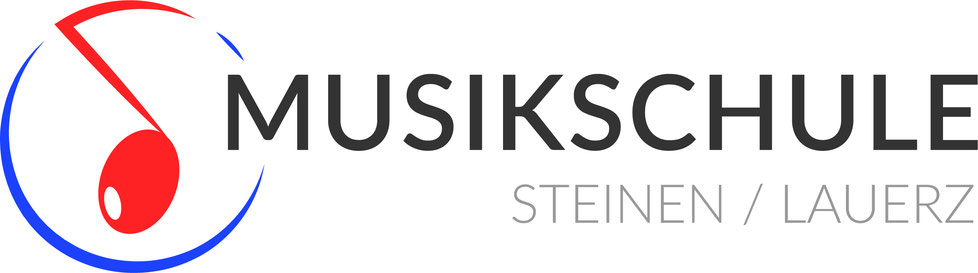 MUSIKSCHULE
STEINEN / LAUERZ